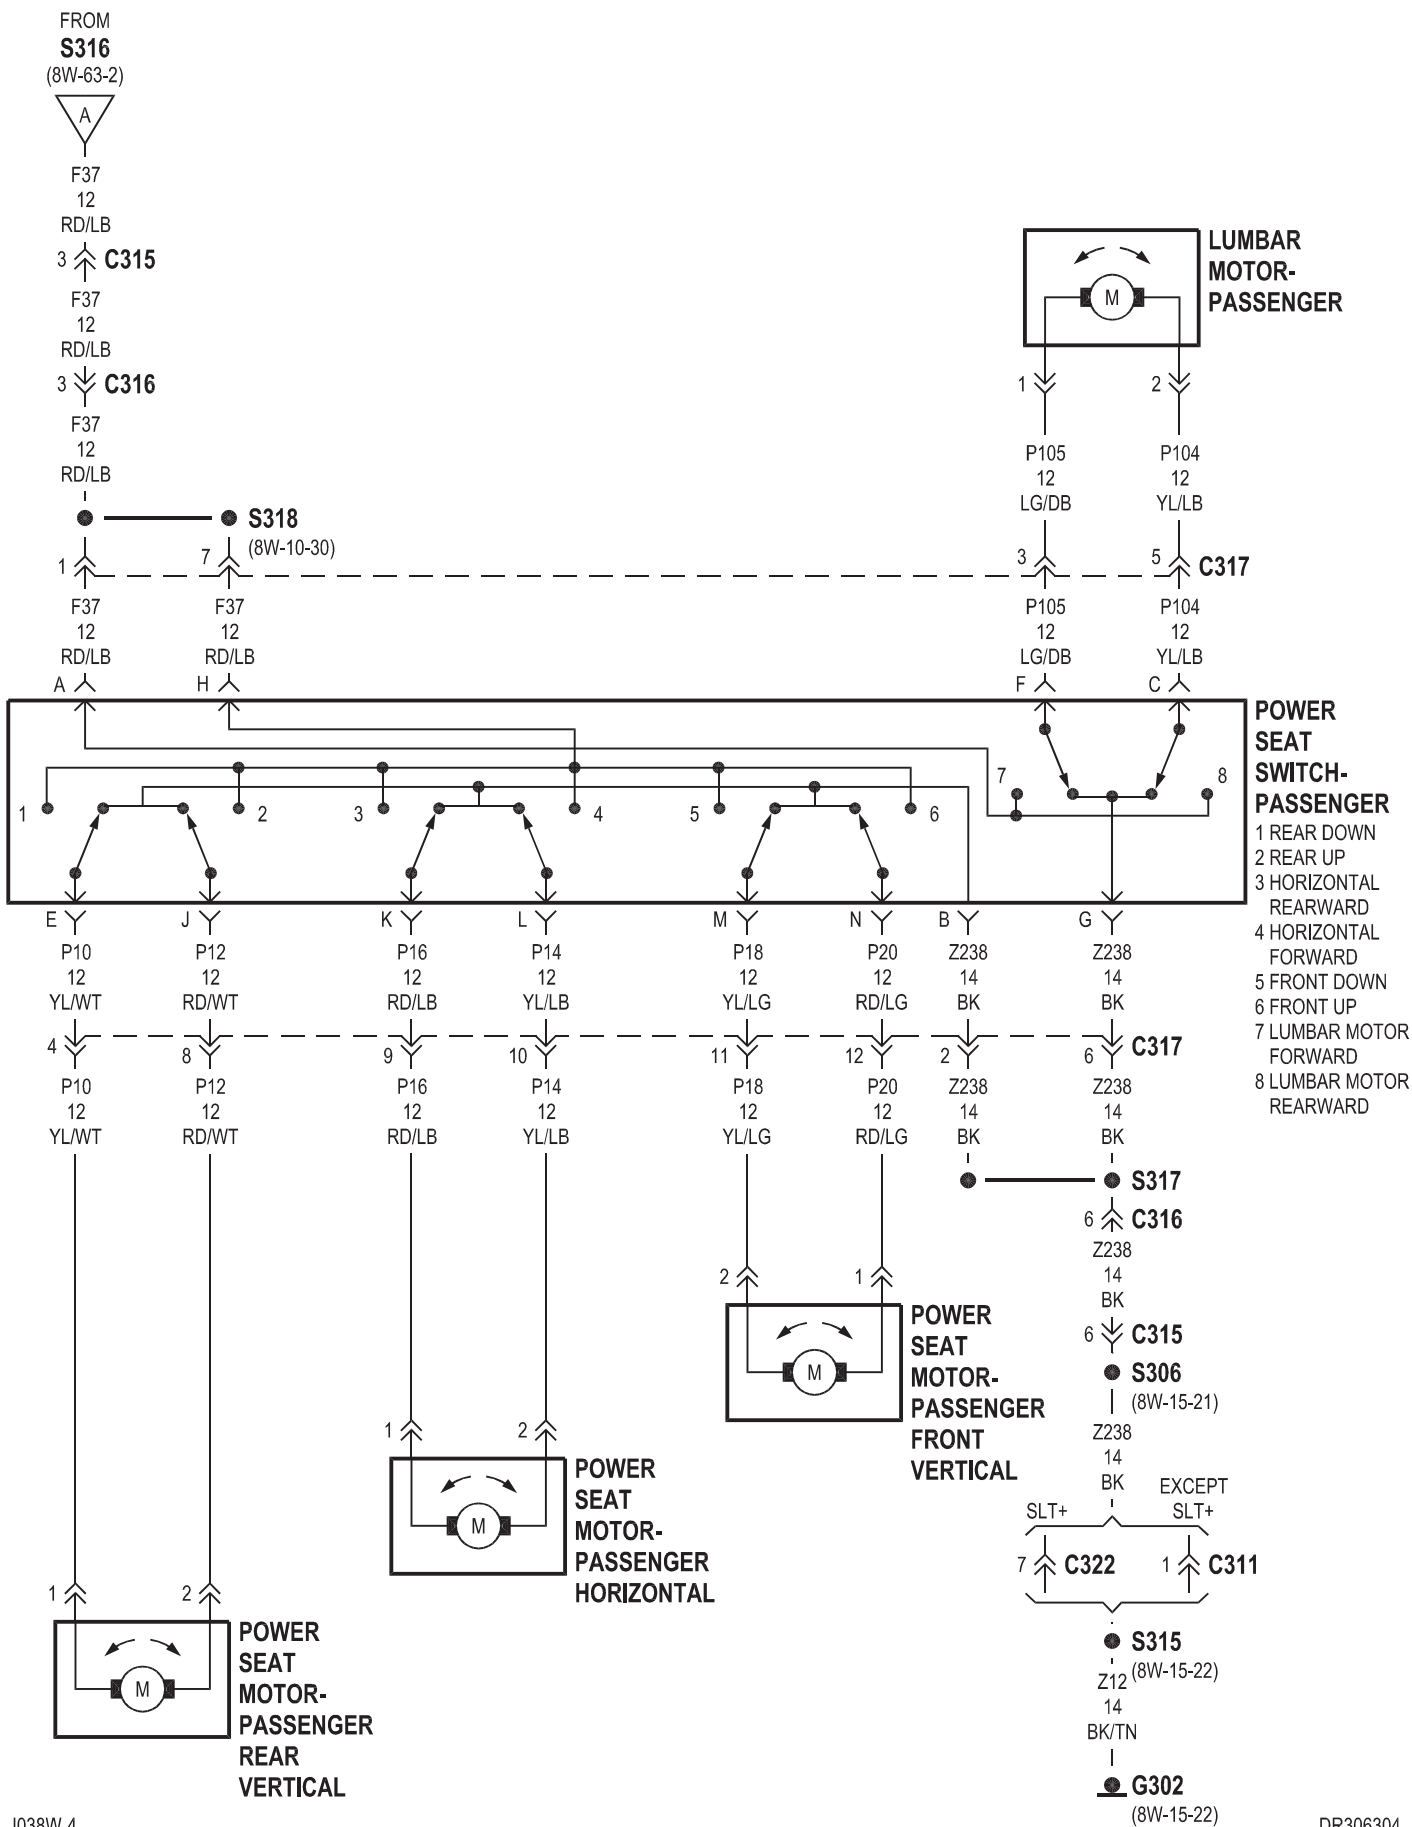 FROM
S316
(8W-63-2)
A
F37
12
RD/LB
3 C315
F37
12
RD/LB
3 C316
F37
12
RD/LB
S318
(8W-10-30)
1
7
F37
12
RD/LB
F37
12
RD/LB
A
H
LUMBAR
MOTOR-
PASSENGER
M
1
2
P105
12
LG/DB
P104
12
YL/LB
3
5
C317
P105
12
LG/DB
P104
12
YL/LB
F
C
POWER
SEAT
SWITCH-
PASSENGER
1 REAR DOWN
2 REAR UP
3 HORIZONTAL
REARWARD
4 HORIZONTAL
FORWARD
5 FRONT DOWN
6 FRONT UP
7 LUMBAR MOTOR
FORWARD
8 LUMBAR MOTOR
REARWARD
1
2
3
4
5
6
7
8
E J K L M N B G
P10 P12 P16 P14 P18 P20 Z238 Z238
12 12 12 12 12 12 14 14
YL/WT RD/WT RD/LB YL/LB YL/LG RD/LG BK BK
4 8 9 10 11 12 2 6 C317
P10 P12 P16 P14 P18 P20 Z238 Z238
12 12 12 12 12 12 14 14
YL/WT RD/WT RD/LB YL/LB YL/LG RD/LG BK BK
S317
6 C316
Z238
14
BK
6 C315
S306
(8W-15-21)
Z238
14
BK
SLT+
EXCEPT
SLT+
7 C322
1 C311
S315
(8W-15-22)
Z12
14
BK/TN
G302
(8W-15-22)
2
1
M
POWER
SEAT
MOTOR-
PASSENGER
FRONT
VERTICAL
1
2
M
POWER
SEAT
MOTOR-
PASSENGER
HORIZONTAL
1
2
M
POWER
SEAT
MOTOR-
PASSENGER
REAR
VERTICAL
J038W-4
DR306304